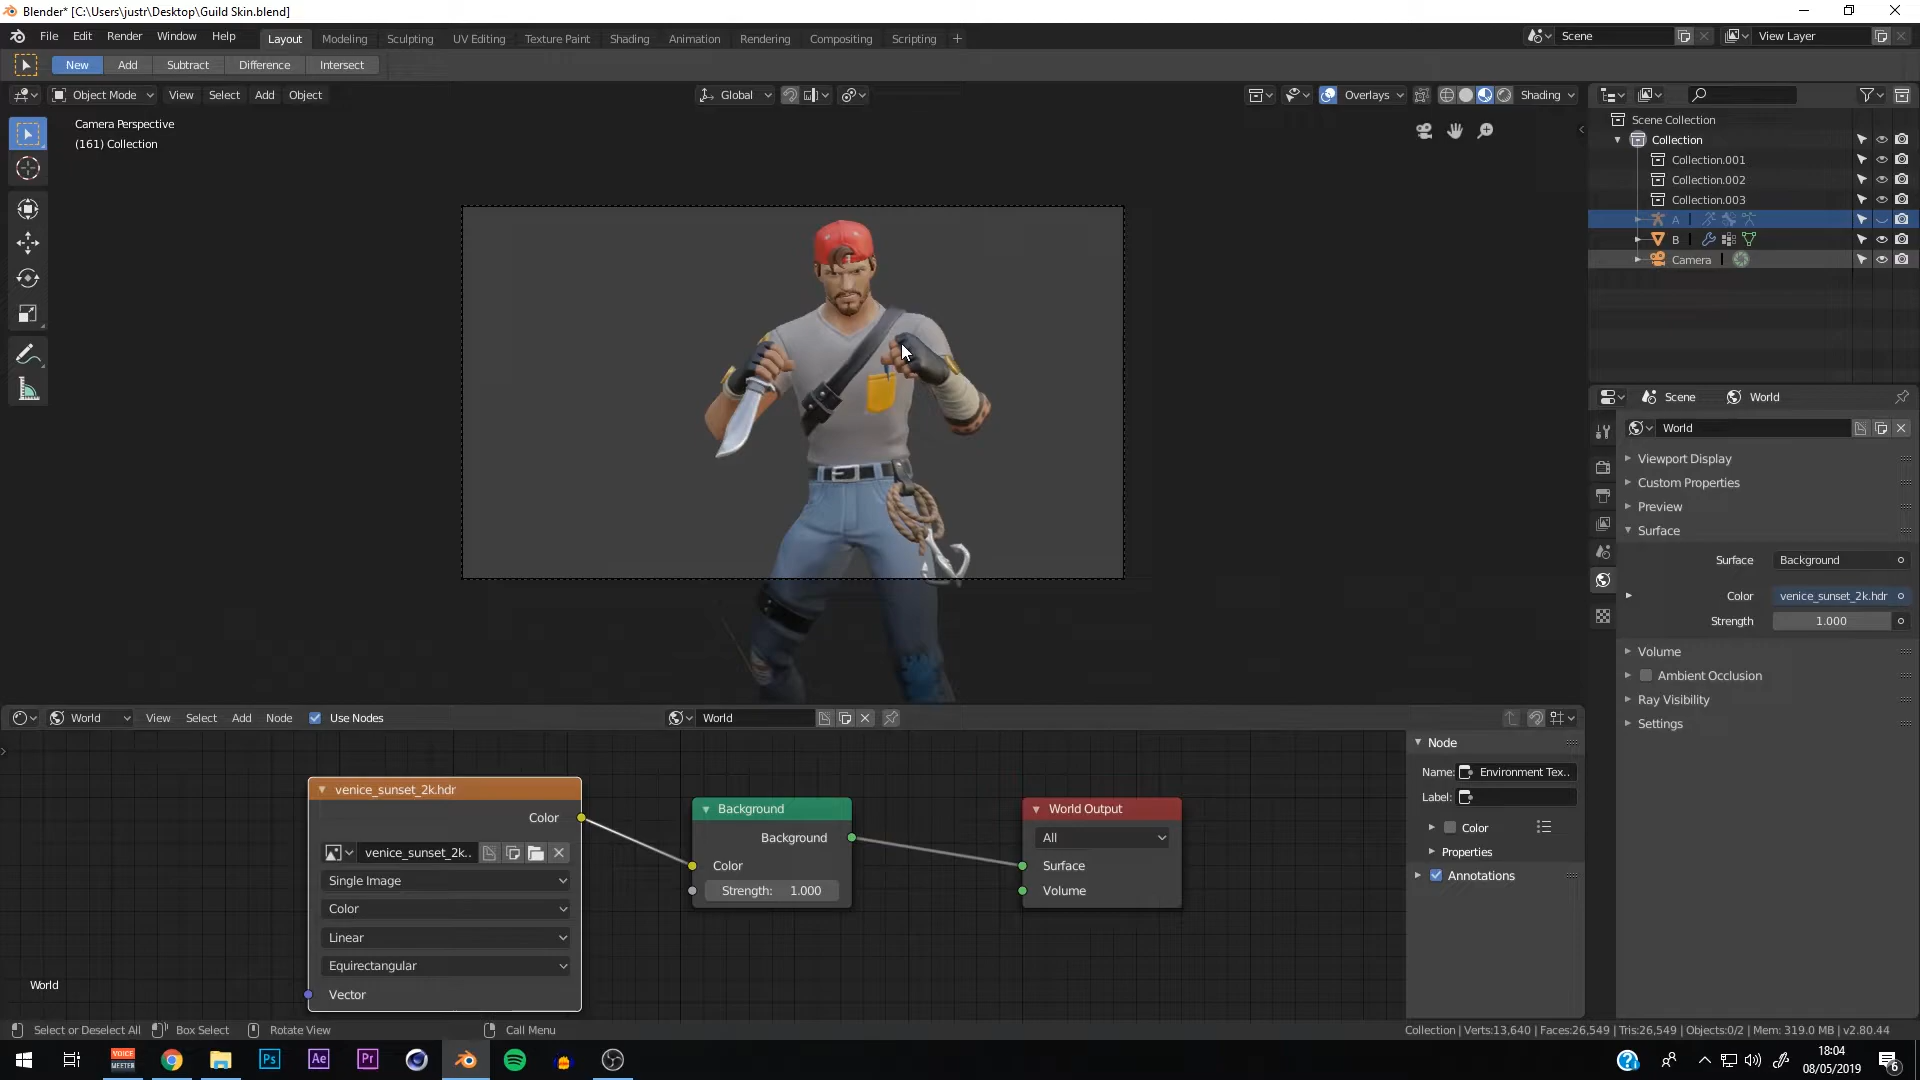 Blender* [C:\Users\justr\Desktop\Guild Skin.blend]
File Edit Render Window Help Layout Modeling Sculpting UV Editing Texture Paint Shading Animation Rendering Compositing Scripting + Scene View Layer
New Add Subtract Difference Intersect
Object Mode View Select Add Object Global Overlays Shading
Camera Perspective
(161) Collection
Scene Collection
Collection
Collection.001
Collection.002
Collection.003
A
B
Camera
Scene World
World
Viewport Display
Custom Properties
Preview
Surface
Surface Background
Color venice_sunset_2k.hdr
Strength 1.000
Volume
Ambient Occlusion
Ray Visibility
Settings
World View Select Add Node Use Nodes World
venice_sunset_2k.hdr
Color
venice_sunset_2k..
Single Image
Color
Linear
Equirectangular
Vector
Background
Background
Color
Strength: 1.000
World Output
All
Surface
Volume
Node
Name: Environment Tex..
Label:
Color
Properties
Annotations
World
Select or Deselect All Box Select Rotate View Call Menu Collection | Verts:13,640 | Faces:26,549 | Tris:26,549 | Objects:0/2 | Mem: 319.0 MB | v2.80.44
VOICE MEETER Ps Ae Pr 18:04
08/05/2019 6